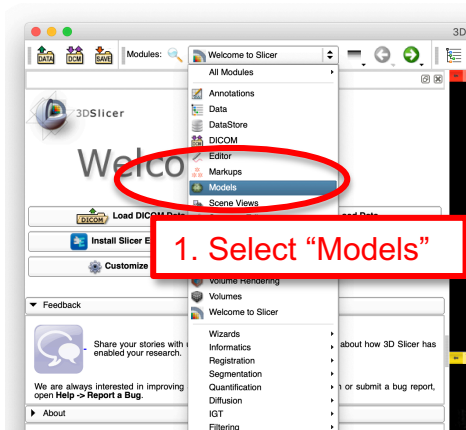 3D
DATA DCM SAVE Modules: Welcome to Slicer
All Modules
Annotations
3DSlicer
Data
DataStore
DICOM
Welco
Editor
Markups
Models
Scene Views
DICOM Load DICOM Data
Install Slicer E
1. Select “Models”
Customize
Volume Rendering
Volumes
Welcome to Slicer
Feedback
Wizards
Share your stories with
Informatics
about how 3D Slicer has
enabled your research.
Registration
Segmentation
We are always interested in improving
Quantification
or submit a bug report,
open Help -> Report a Bug.
Diffusion
About
IGT
Filtering